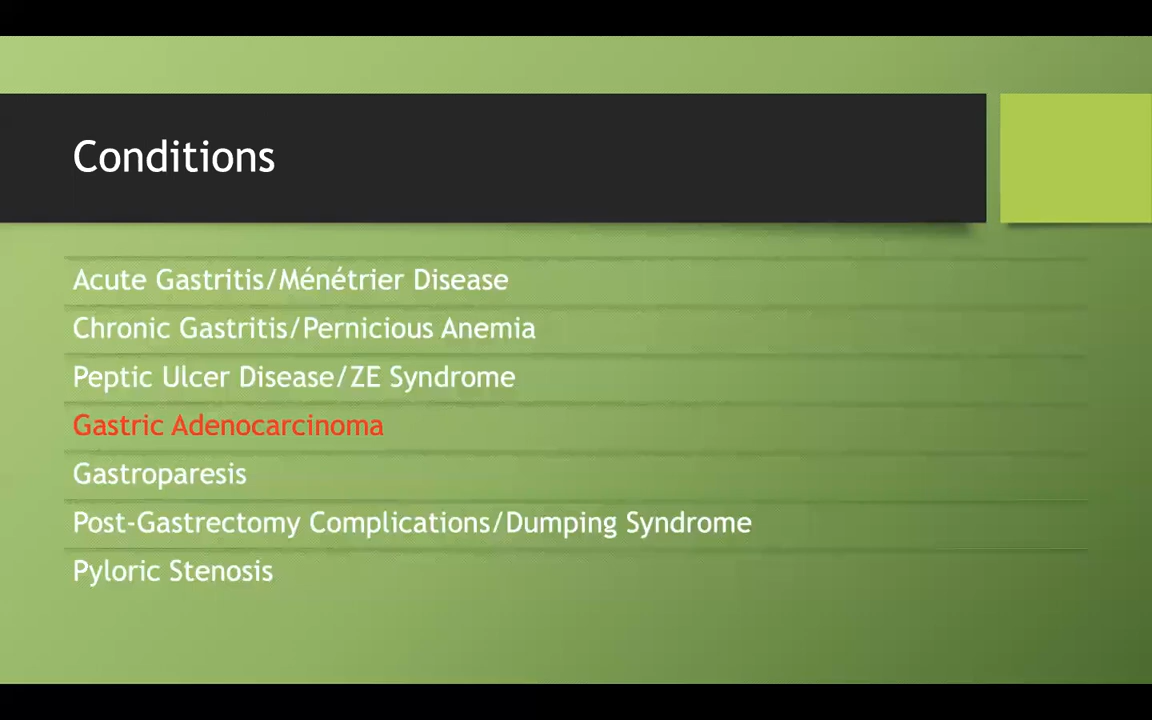 Conditions
Acute Gastritis/Ménétrier Disease
Chronic Gastritis/Pernicious Anemia
Peptic Ulcer Disease/ZE Syndrome
Gastric Adenocarcinoma
Gastroparesis
Post-Gastrectomy Complications/Dumping Syndrome
Pyloric Stenosis